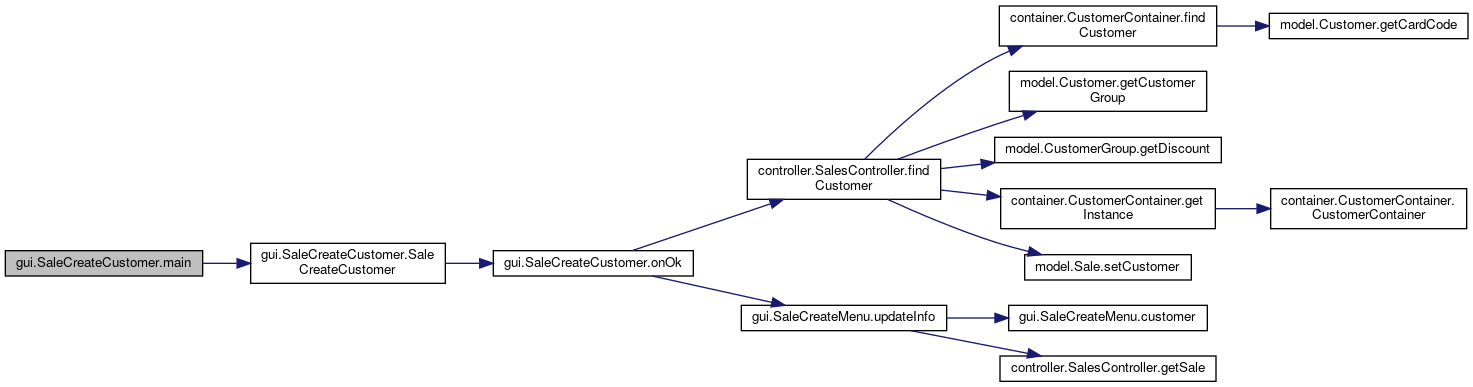 gui.SaleCreateCustomer.main
gui.SaleCreateCustomer.Sale
CreateCustomer
gui.SaleCreateCustomer.onOk
controller.SalesController.find
Customer
gui.SaleCreateMenu.updateInfo
container.CustomerContainer.find
Customer
model.Customer.getCustomer
Group
model.CustomerGroup.getDiscount
container.CustomerContainer.get
Instance
model.Sale.setCustomer
gui.SaleCreateMenu.customer
controller.SalesController.getSale
model.Customer.getCardCode
container.CustomerContainer.
CustomerContainer